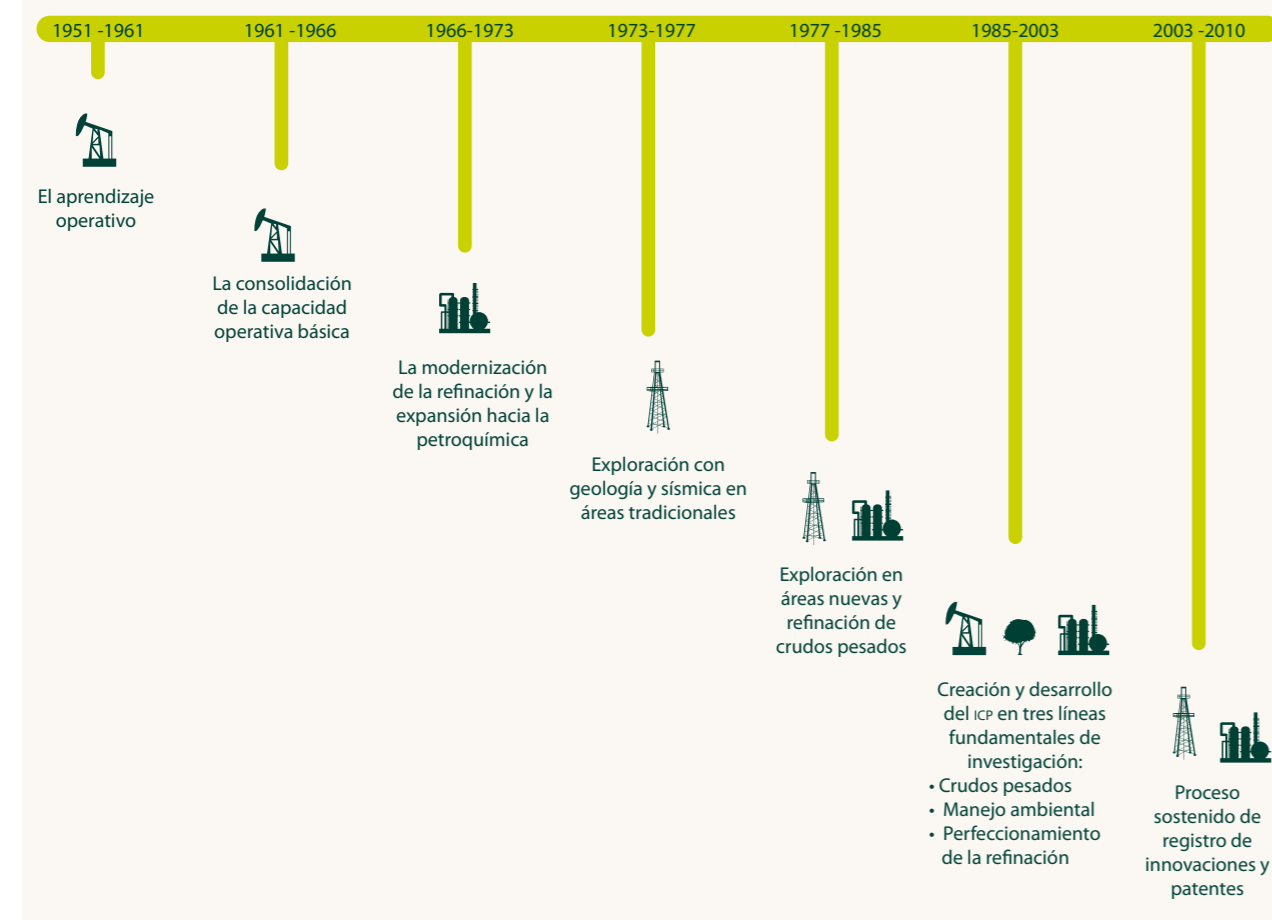 1951 -1961
1961 -1966
1966-1973
1973-1977
1977 -1985
1985-2003
2003 -2010
El aprendizaje
operativo
La consolidación
de la capacidad
operativa básica
La modernización
de la refinación y la
expansión hacia la
petroquímica
Exploración con
geología y sísmica en
áreas tradicionales
Exploración en
áreas nuevas y
refinación de
crudos pesados
Creación y desarrollo
del ICP en tres líneas
fundamentales de
investigación:
• Crudos pesados
• Manejo ambiental
• Perfeccionamiento
de la refinación
Proceso
sostenido de
registro de
innovaciones y
patentes